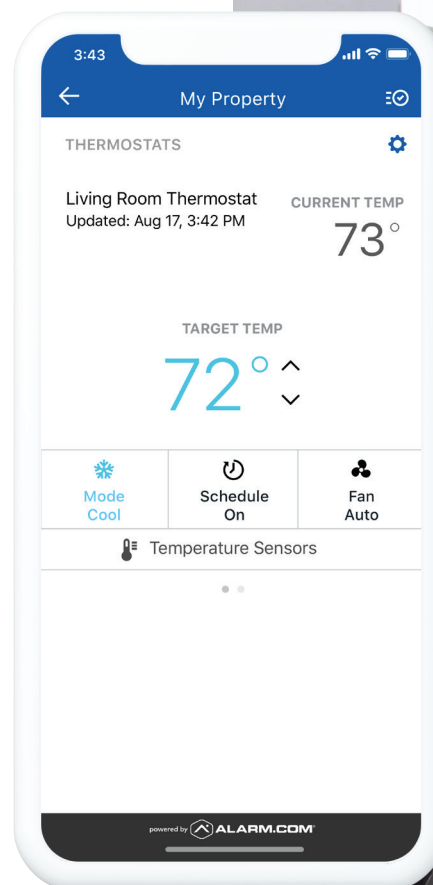 3:43
My Property
THERMOSTATS
Living Room Thermostat
Updated: Aug 17, 3:42 PM
CURRENT TEMP
73°
TARGET TEMP
72°
Mode
Cool
Schedule
On
Fan
Auto
Temperature Sensors
powered by ALARM.COM